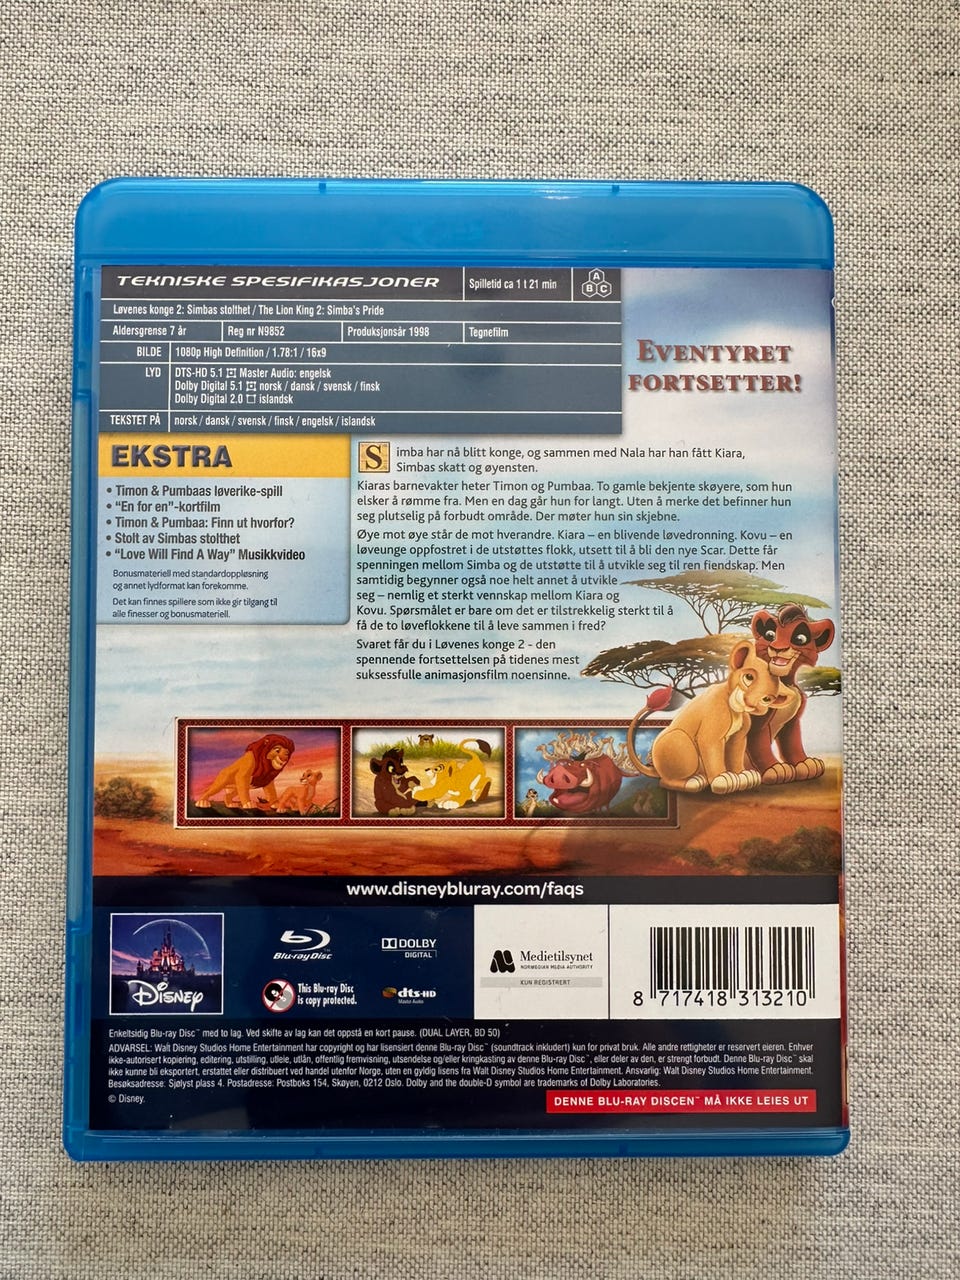 TEKNISKE SPESIFIKASJONER
Spilletid ca 1 t 21 min
A
B C
Løvenes konge 2: Simbas stolthet / The Lion King 2: Simba's Pride
Aldersgrense 7 år
Reg nr N9852
Produksjonsår 1998
Tegnefilm
BILDE
1080p High Definition / 1.78:1 / 16x9
LYD
DTS-HD 5.1 Master Audio: engelsk
Dolby Digital 5.1 norsk / dansk / svensk / finsk
Dolby Digital 2.0 islandsk
TEKSTET PÅ
norsk / dansk / svensk / finsk / engelsk / islandsk
EVENTYRET
FORTSETTER!
EKSTRA
• Timon & Pumbaas løverike-spill
• "En for en"-kortfilm
• Timon & Pumbaa: Finn ut hvorfor?
• Stolt av Simbas stolthet
• "Love Will Find A Way" Musikkvideo
Bonusmateriell med standardoppløsning
og annet lydformat kan forekomme.
Det kan finnes spillere som ikke gir tilgang til
alle finesser og bonusmateriell.
Simba har nå blitt konge, og sammen med Nala har han fått Kiara,
Simbas skatt og øyensten.
Kiaras barnevakter heter Timon og Pumbaa. To gamle bekjente skøyere, som hun
elsker å rømme fra. Men en dag går hun for langt. Uten å merke det befinner hun
seg plutselig på forbudt område. Der møter hun sin skjebne.
Øye mot øye står de mot hverandre. Kiara – en blivende løvedronning. Kovu – en
løveunge oppfostret i de utstøttes flokk, utsett til å bli den nye Scar. Dette får
spenningen mellom Simba og de utstøtte til å utvikle seg til ren fiendskap. Men
samtidig begynner også noe helt annet å utvikle
seg – nemlig et sterkt vennskap mellom Kiara og
Kovu. Spørsmålet er bare om det er tilstrekkelig sterkt til å
få de to løveflokkene til å leve sammen i fred?
Svaret får du i Løvenes konge 2 - den
spennende fortsettelsen på tidenes mest
suksessfulle animasjonsfilm noensinne.
www.disneybluray.com/faqs
Disney
Blu-ray Disc™
This Blu-ray Disc
is copy protected.
DOLBY
DIGITAL
dts-HD
Master Audio
Medietilsynet
NORWEGIAN MEDIA AUTHORITY
KUN REGISTRERT
8 717418 313210
Enkeltsidig Blu-ray Disc™ med to lag. Ved skifte av lag kan det oppstå en kort pause. (DUAL LAYER, BD 50)
ADVARSEL: Walt Disney Studios Home Entertainment har copyright og har lisensiert denne Blu-ray Disc™ (soundtrack inkludert) kun for privat bruk. Alle andre rettigheter er reservert eieren. Enhver
ikke-autorisert kopiering, editering, utstilling, utleie, utlån, offentlig fremvisning, utsendelse og/eller kringkasting av denne Blu-ray Disc™, eller deler av den, er strengt forbudt. Denne Blu-ray Disc™ skal
ikke kunne bli eksportert, erstattet eller distribuert ved handel utenfor Norge, uten en gyldig lisens fra Walt Disney Studios Home Entertainment. Ansvarlig: Walt Disney Studios Home Entertainment.
Besøksadresse: Sjølyst plass 4. Postadresse: Postboks 154, Skøyen, 0212 Oslo. Dolby and the double-D symbol are trademarks of Dolby Laboratories.
© Disney.
DENNE BLU-RAY DISCEN™ MÅ IKKE LEIES UT